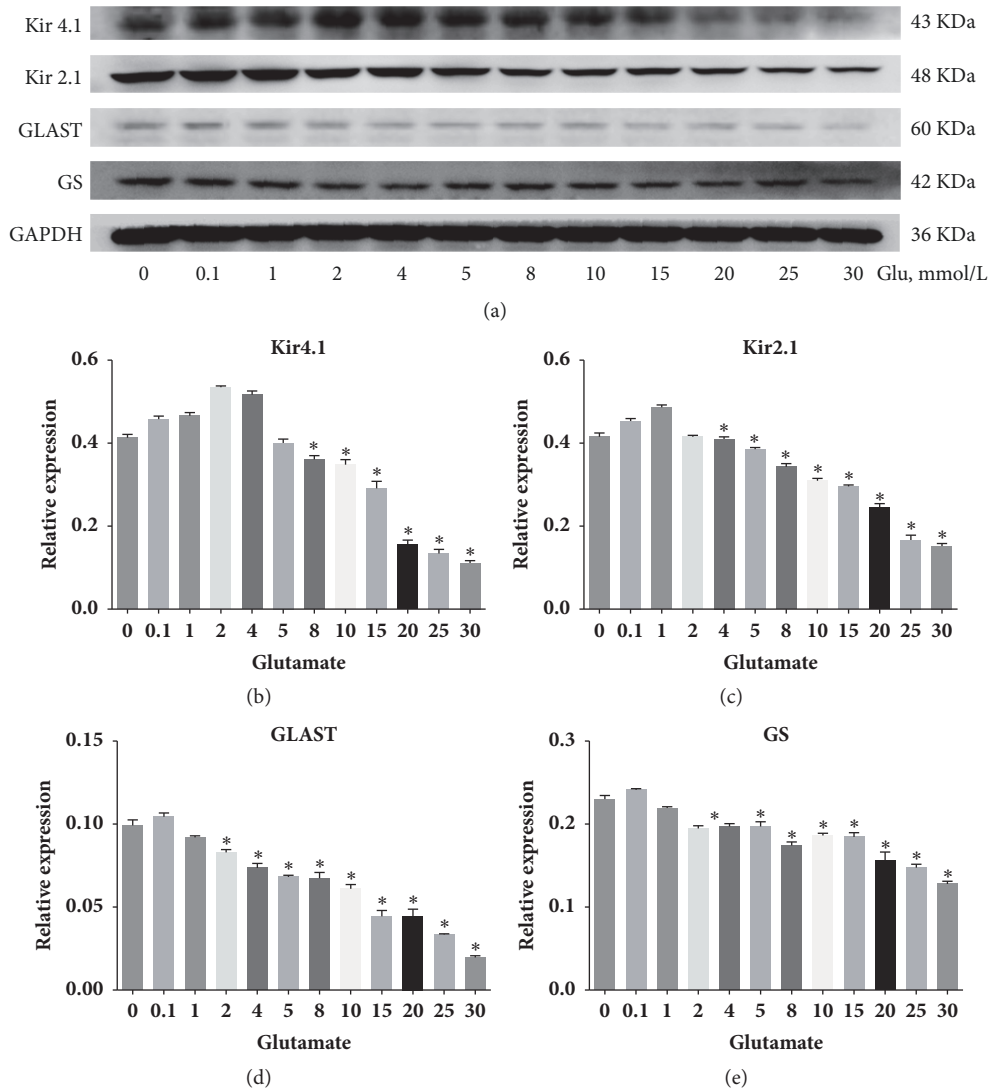 Kir 4.1 43 KDa
Kir 2.1 48 KDa
GLAST 60 KDa
GS 42 KDa
GAPDH 36 KDa
0 0.1 1 2 4 5 8 10 15 20 25 30 Glu, mmol/L
(a)
Kir4.1
Relative expression
0.6
0.4
0.2
0.0
* * * * * *
0 0.1 1 2 4 5 8 10 15 20 25 30
Glutamate
(b)
Kir2.1
Relative expression
0.6
0.4
0.2
0.0
* * * * * * * *
0 0.1 1 2 4 5 8 10 15 20 25 30
Glutamate
(c)
GLAST
Relative expression
0.15
0.10
0.05
0.00
* * * * * * * * *
0 0.1 1 2 4 5 8 10 15 20 25 30
Glutamate
(d)
GS
Relative expression
0.3
0.2
0.1
0.0
* * * * * * * *
0 0.1 1 2 4 5 8 10 15 20 25 30
Glutamate
(e)